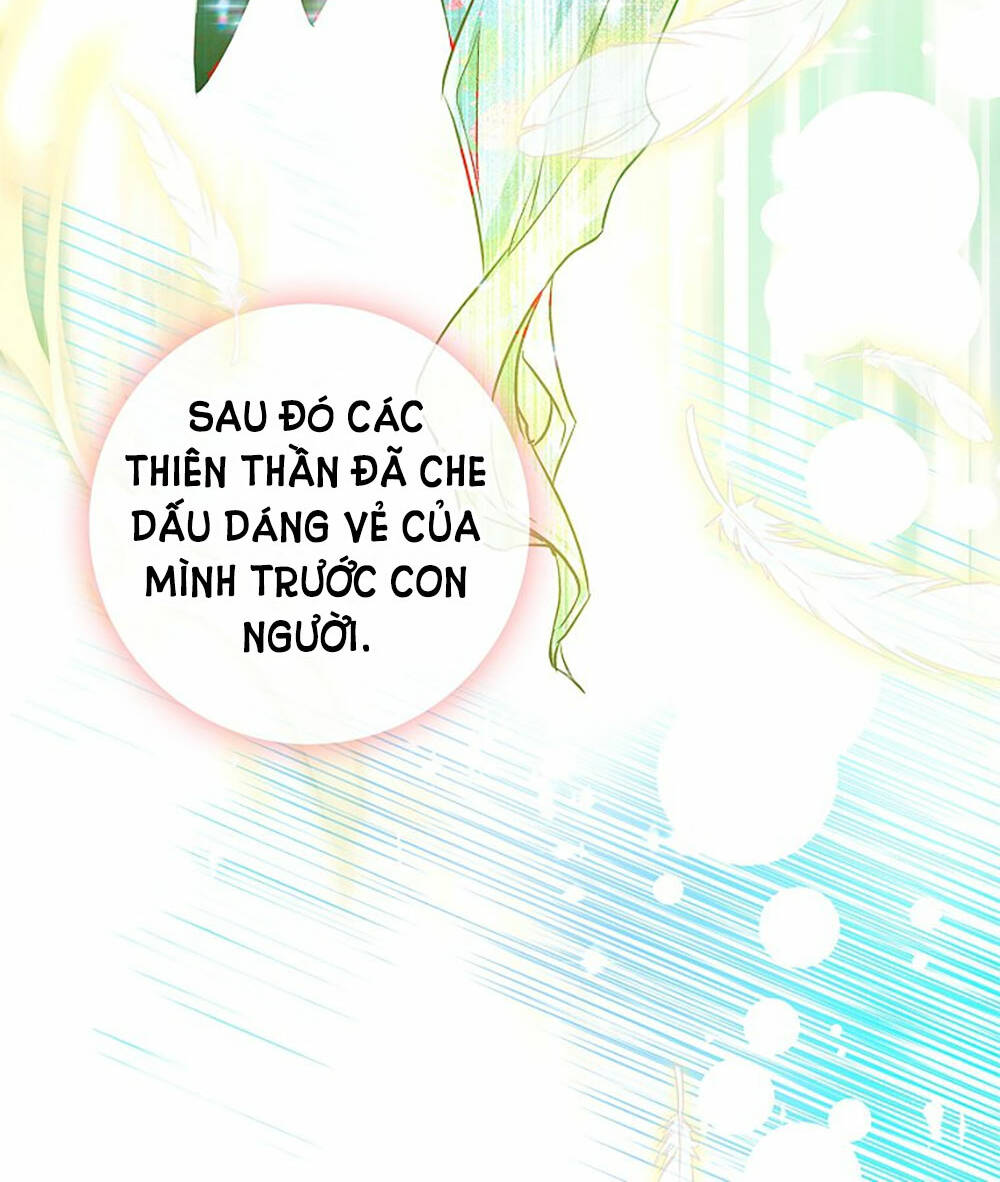 SAU ĐÓ CÁC
THIÊN THẦN ĐÃ CHE
DẤU DÁNG VẺ CỦA
MÌNH TRƯỚC CON
NGƯỜI.